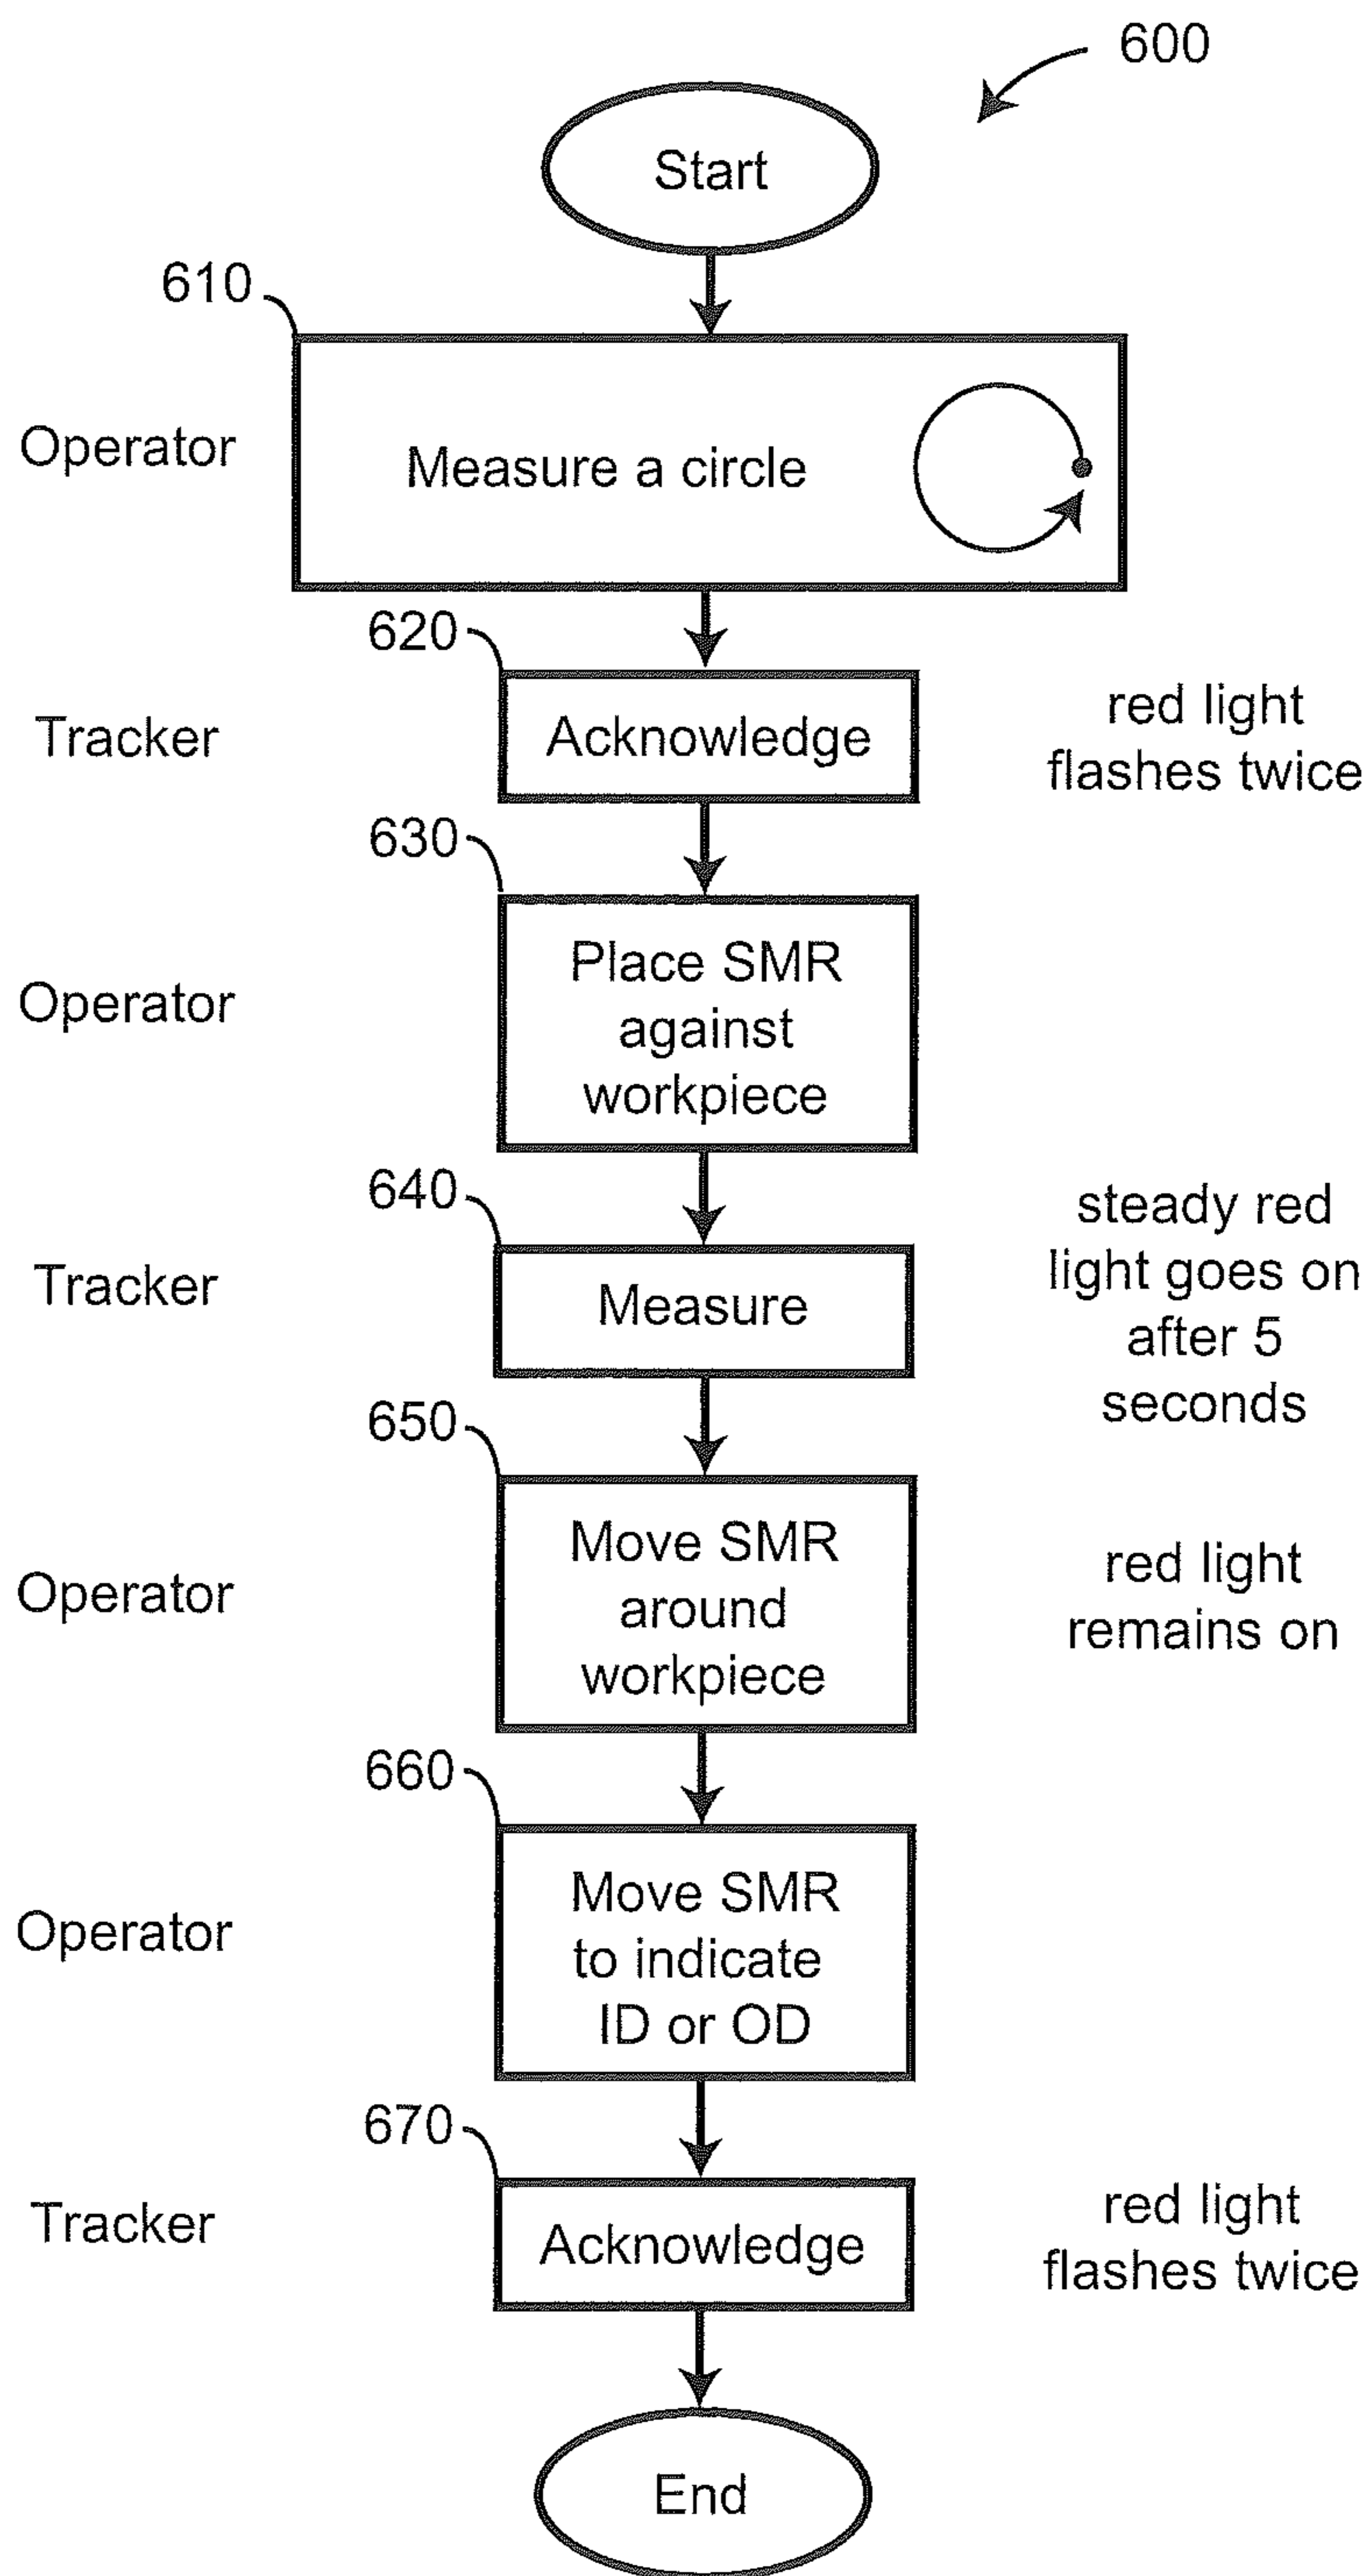 600
Start
610
Operator
Measure a circle
620
Tracker
Acknowledge
red light
flashes twice
630
Operator
Place SMR
against
workpiece
640
Tracker
Measure
steady red
light goes on
after 5
seconds
650
Operator
Move SMR
around
workpiece
red light
remains on
660
Operator
Move SMR
to indicate
ID or OD
670
Tracker
Acknowledge
red light
flashes twice
End